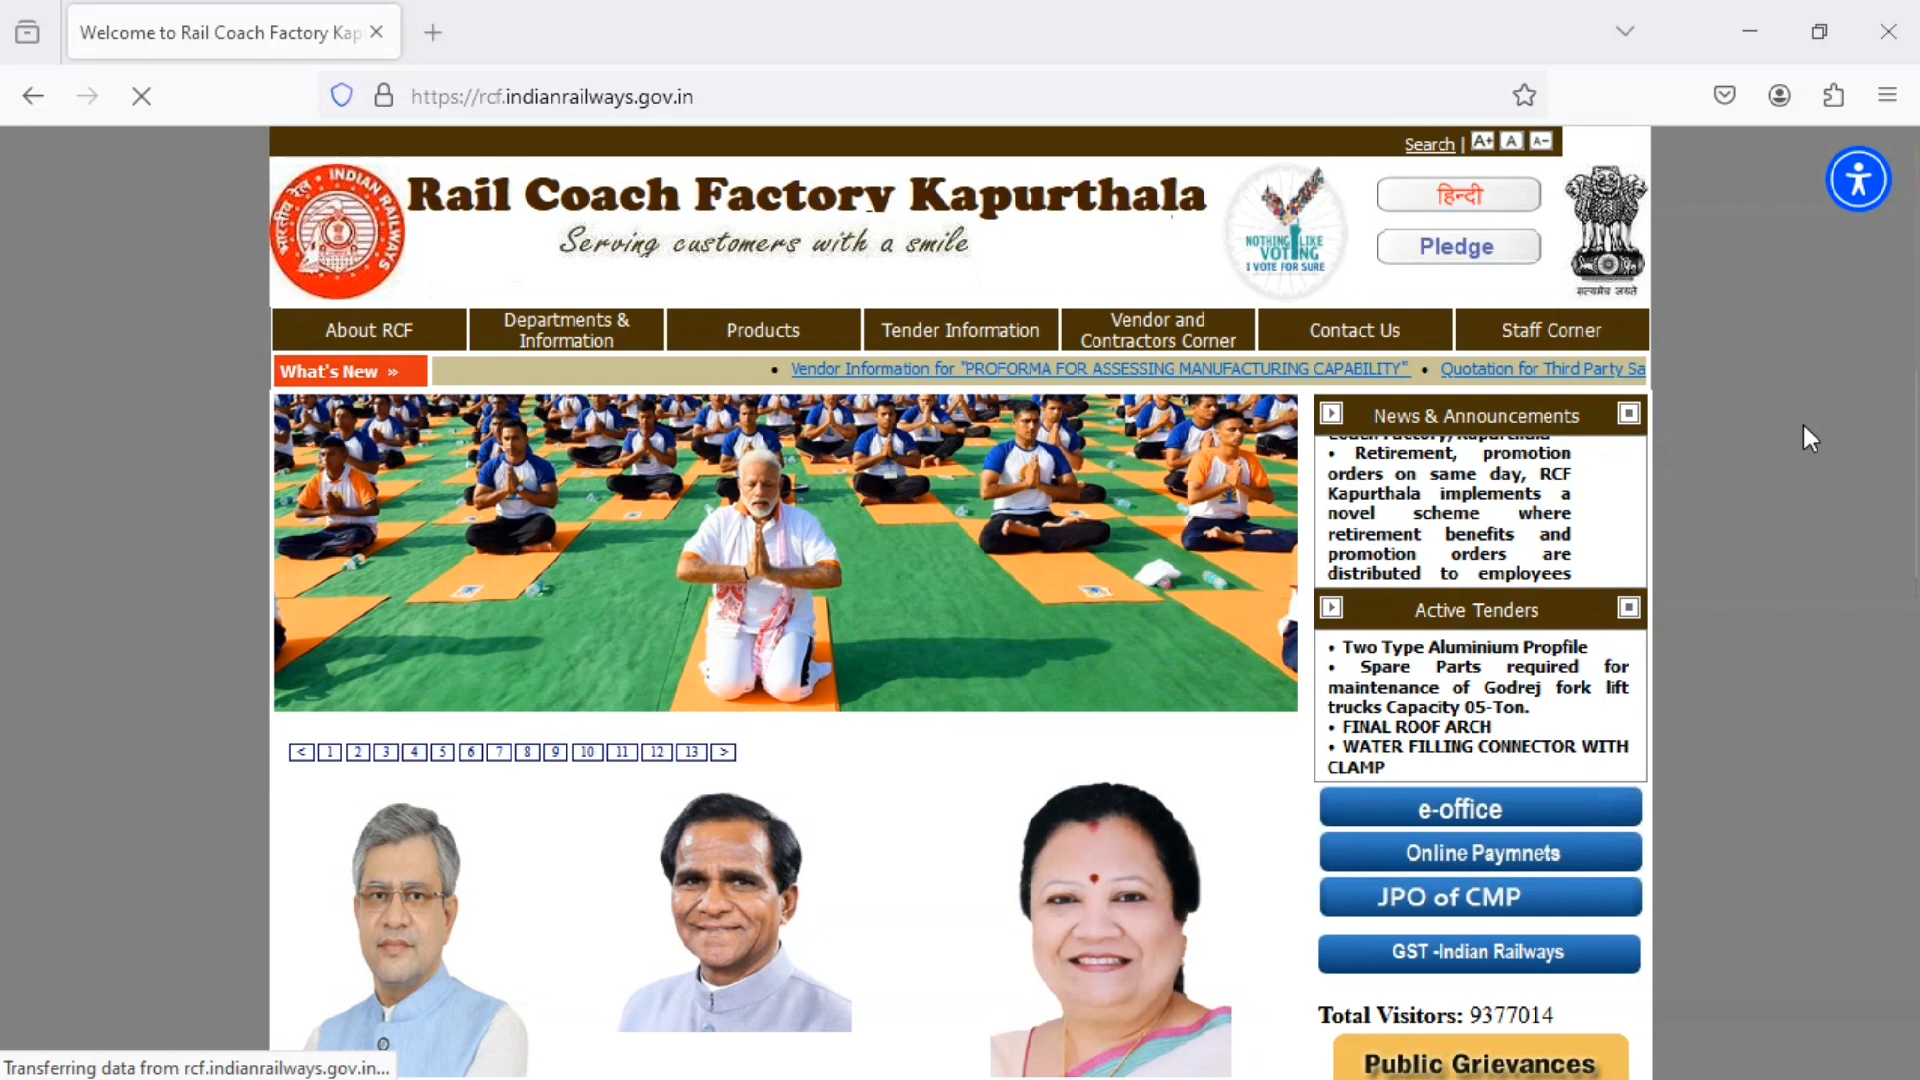 Welcome to Rail Coach Factory Kap
https://rcf.indianrailways.gov.in
Search | A+ A A-
INDIAN RAILWAYS
भारतीय रेल
Rail Coach Factory Kapurthala
Serving customers with a smile
NOTHING LIKE
VOTING
I VOTE FOR SURE
हिन्दी
Pledge
सत्यमेव जयते
About RCF
Departments &
Information
Products
Tender Information
Vendor and
Contractors Corner
Contact Us
Staff Corner
What's New »
• Vendor Information for "PROFORMA FOR ASSESSING MANUFACTURING CAPABILITY" • Quotation for Third Party Sa
News & Announcements
Coach Factory/Kapurthala
• Retirement, promotion
orders on same day, RCF
Kapurthala implements a
novel scheme where
retirement benefits and
promotion orders are
distributed to employees
Active Tenders
• Two Type Aluminium Propfile
• Spare Parts required for
maintenance of Godrej fork lift
trucks Capacity 05-Ton.
• FINAL ROOF ARCH
• WATER FILLING CONNECTOR WITH
CLAMP
< 1 2 3 4 5 6 7 8 9 10 11 12 13 >
e-office
Online Paymnets
JPO of CMP
GST -Indian Railways
Total Visitors: 9377014
Public Grievances
Transferring data from rcf.indianrailways.gov.in...